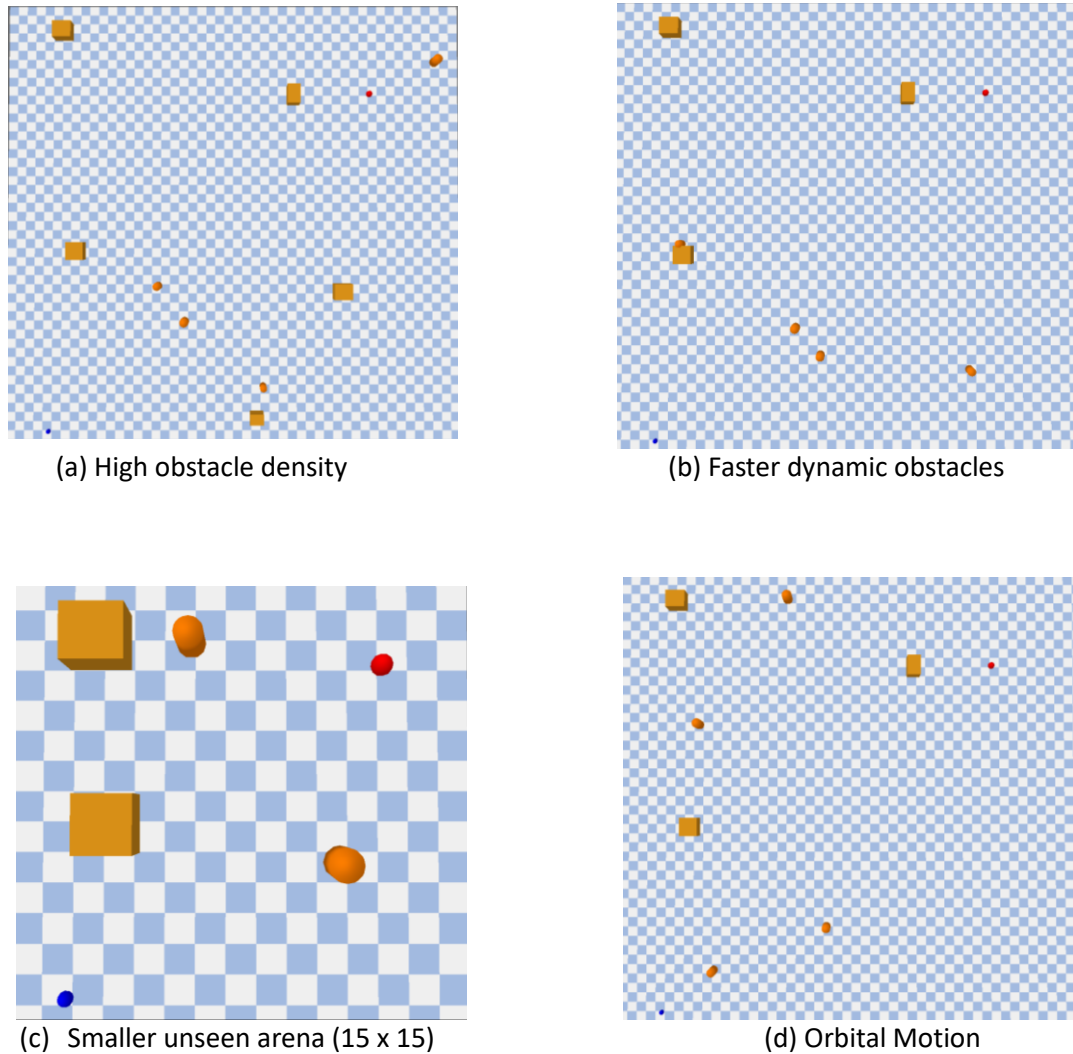 (a) High obstacle density
(b) Faster dynamic obstacles
(c) Smaller unseen arena (15 x 15)
(d) Orbital Motion